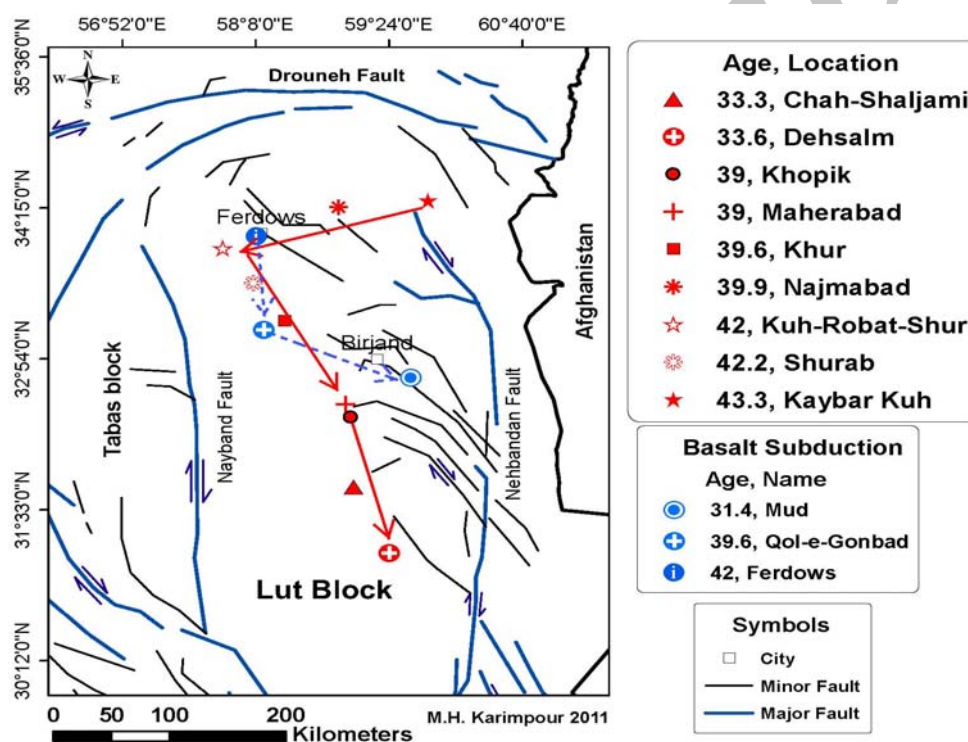 56°52'0"E 58°8'0"E 59°24'0"E 60°40'0"E
35°36'0"N
34°15'0"N
32°54'0"N
31°33'0"N
30°12'0"N
N
W E
S
Drouneh Fault
Ferdows
Birjand
Afghanistan
Tabas block
Nayband Fault
Nehbandan Fault
Lut Block
0 50 100 200
Kilometers
M.H. Karimpour 2011
Age, Location
33.3, Chah-Shaljami
33.6, Dehsalm
39, Khopik
39, Maherabad
39.6, Khur
39.9, Najmabad
42, Kuh-Robat-Shur
42.2, Shurab
43.3, Kaybar Kuh
Basalt Subduction
Age, Name
31.4, Mud
39.6, Qol-e-Gonbad
42, Ferdows
Symbols
City
Minor Fault
Major Fault